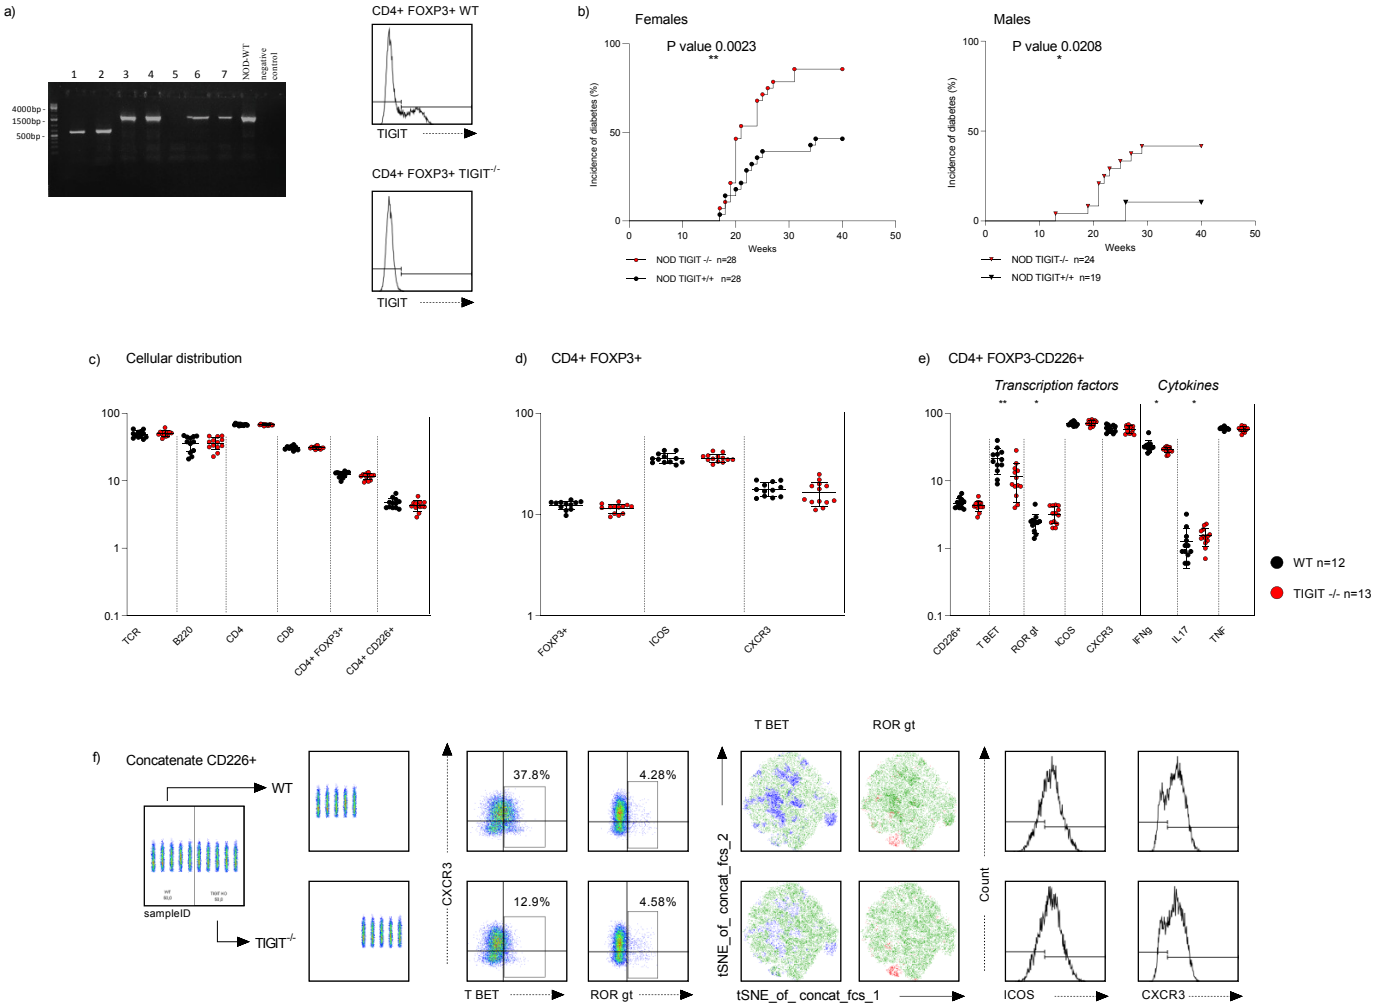 a)
1 2 3 4 5 6 7 NOD-WT negative control
4000bp -
1500bp -
500bp -
CD4+ FOXP3+ WT
TIGIT
CD4+ FOXP3+ TIGIT-/-
TIGIT
b)
Females
P value 0.0023
**
Incidence of diabetes (%)
100
50
0
0 10 20 30 40 50
Weeks
NOD TIGIT -/- n=28
NOD TIGIT+/+ n=28
Males
P value 0.0208
*
Incidence of diabetes (%)
100
50
0
0 10 20 30 40 50
Weeks
NOD TIGIT-/- n=24
NOD TIGIT+/+ n=19
c) Cellular distribution
100
10
1
0.1
TCR B220 CD4 CD8 CD4+ FOXP3+ CD4+ CD226+
d) CD4+ FOXP3+
100
10
1
FOXP3+ ICOS CXCR3
e) CD4+ FOXP3-CD226+
Transcription factors Cytokines
** * * *
100
10
1
0.1
CD226+ T BET ROR gt ICOS CXCR3 IFNg IL17 TNF
WT n=12
TIGIT -/- n=13
f) Concatenate CD226+
WT
WT
TIGIT KO
sampleID
TIGIT-/-
CXCR3
37.8%
4.28%
12.9%
4.58%
T BET
ROR gt
T BET
ROR gt
tSNE_of_ concat_fcs_2
tSNE_of_ concat_fcs_1
Count
ICOS
CXCR3